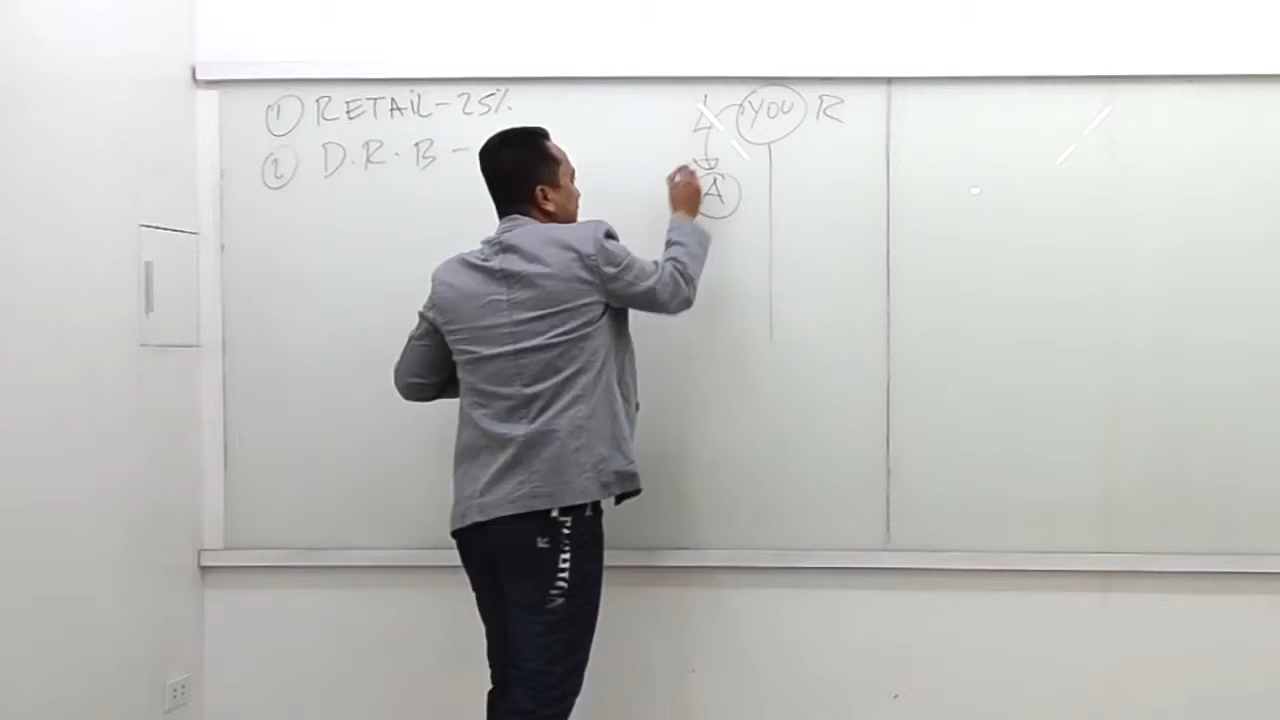 ① RETAIL - 25%
② D.R.B -
L YOU R
A